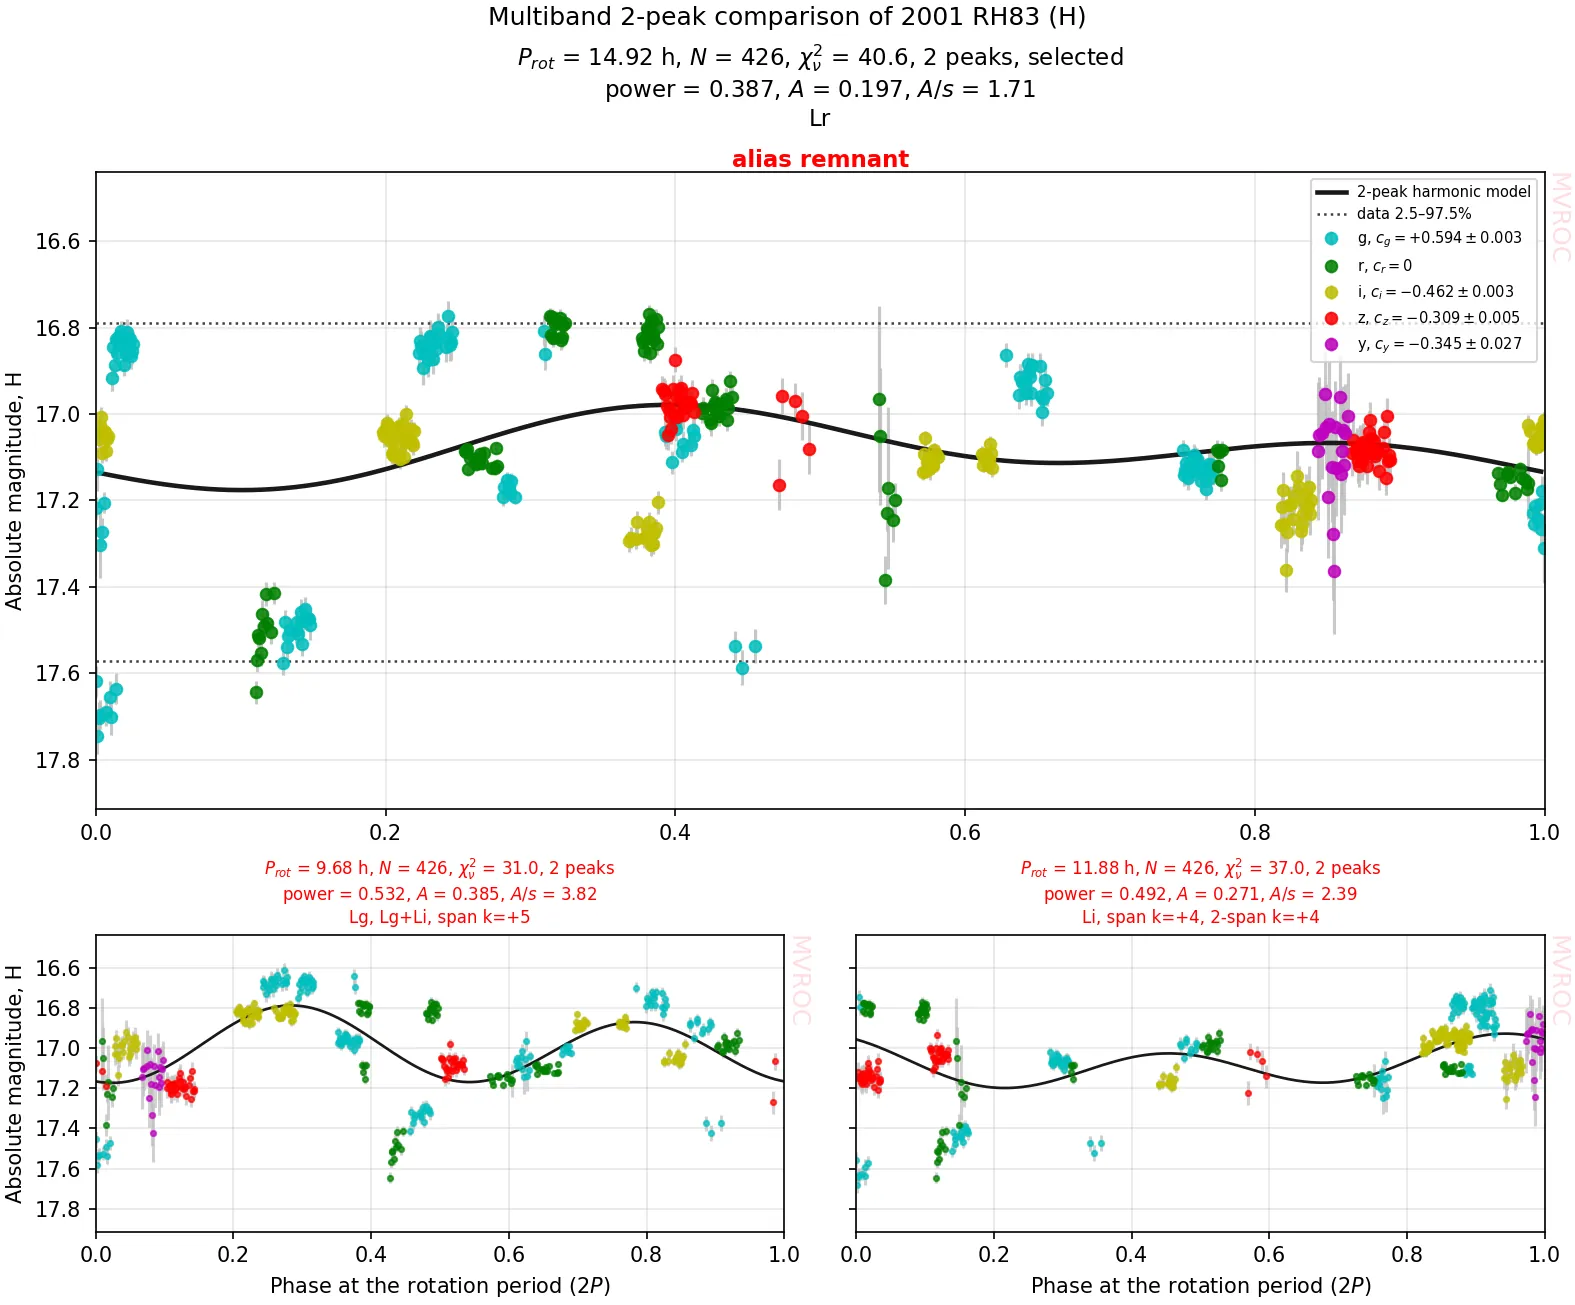 Multiband 2-peak comparison of 2001 RH83 (H)
P_rot = 14.92 h, N = 426, χ²_ν = 40.6, 2 peaks, selected
power = 0.387, A = 0.197, A/s = 1.71
Lr
alias remnant
2-peak harmonic model
data 2.5–97.5%
g, c_g = +0.594 ± 0.003
r, c_r = 0
i, c_i = −0.462 ± 0.003
z, c_z = −0.309 ± 0.005
y, c_y = −0.345 ± 0.027
MVROC
Absolute magnitude, H
16.6
16.8
17.0
17.2
17.4
17.6
17.8
0.0 0.2 0.4 0.6 0.8 1.0
P_rot = 9.68 h, N = 426, χ²_ν = 31.0, 2 peaks
power = 0.532, A = 0.385, A/s = 3.82
Lg, Lg+Li, span k=+5
MVROC
Absolute magnitude, H
16.6
16.8
17.0
17.2
17.4
17.6
17.8
0.0 0.2 0.4 0.6 0.8 1.0
Phase at the rotation period (2P)
P_rot = 11.88 h, N = 426, χ²_ν = 37.0, 2 peaks
power = 0.492, A = 0.271, A/s = 2.39
Li, span k=+4, 2-span k=+4
MVROC
0.0 0.2 0.4 0.6 0.8 1.0
Phase at the rotation period (2P)